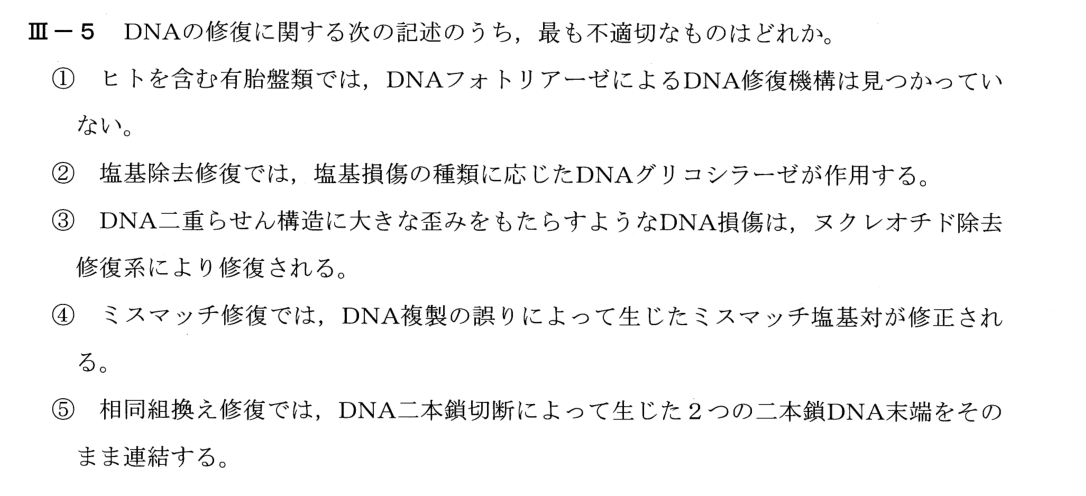 Ⅲ－5　DNAの修復に関する次の記述のうち，最も不適切なものはどれか。
①　ヒトを含む有胎盤類では，DNAフォトリアーゼによるDNA修復機構は見つかってい
ない。
②　塩基除去修復では，塩基損傷の種類に応じたDNAグリコシラーゼが作用する。
③　DNA二重らせん構造に大きな歪みをもたらすようなDNA損傷は，ヌクレオチド除去
修復系により修復される。
④　ミスマッチ修復では，DNA複製の誤りによって生じたミスマッチ塩基対が修正され
る。
⑤　相同組換え修復では，DNA二本鎖切断によって生じた２つの二本鎖DNA末端をその
まま連結する。